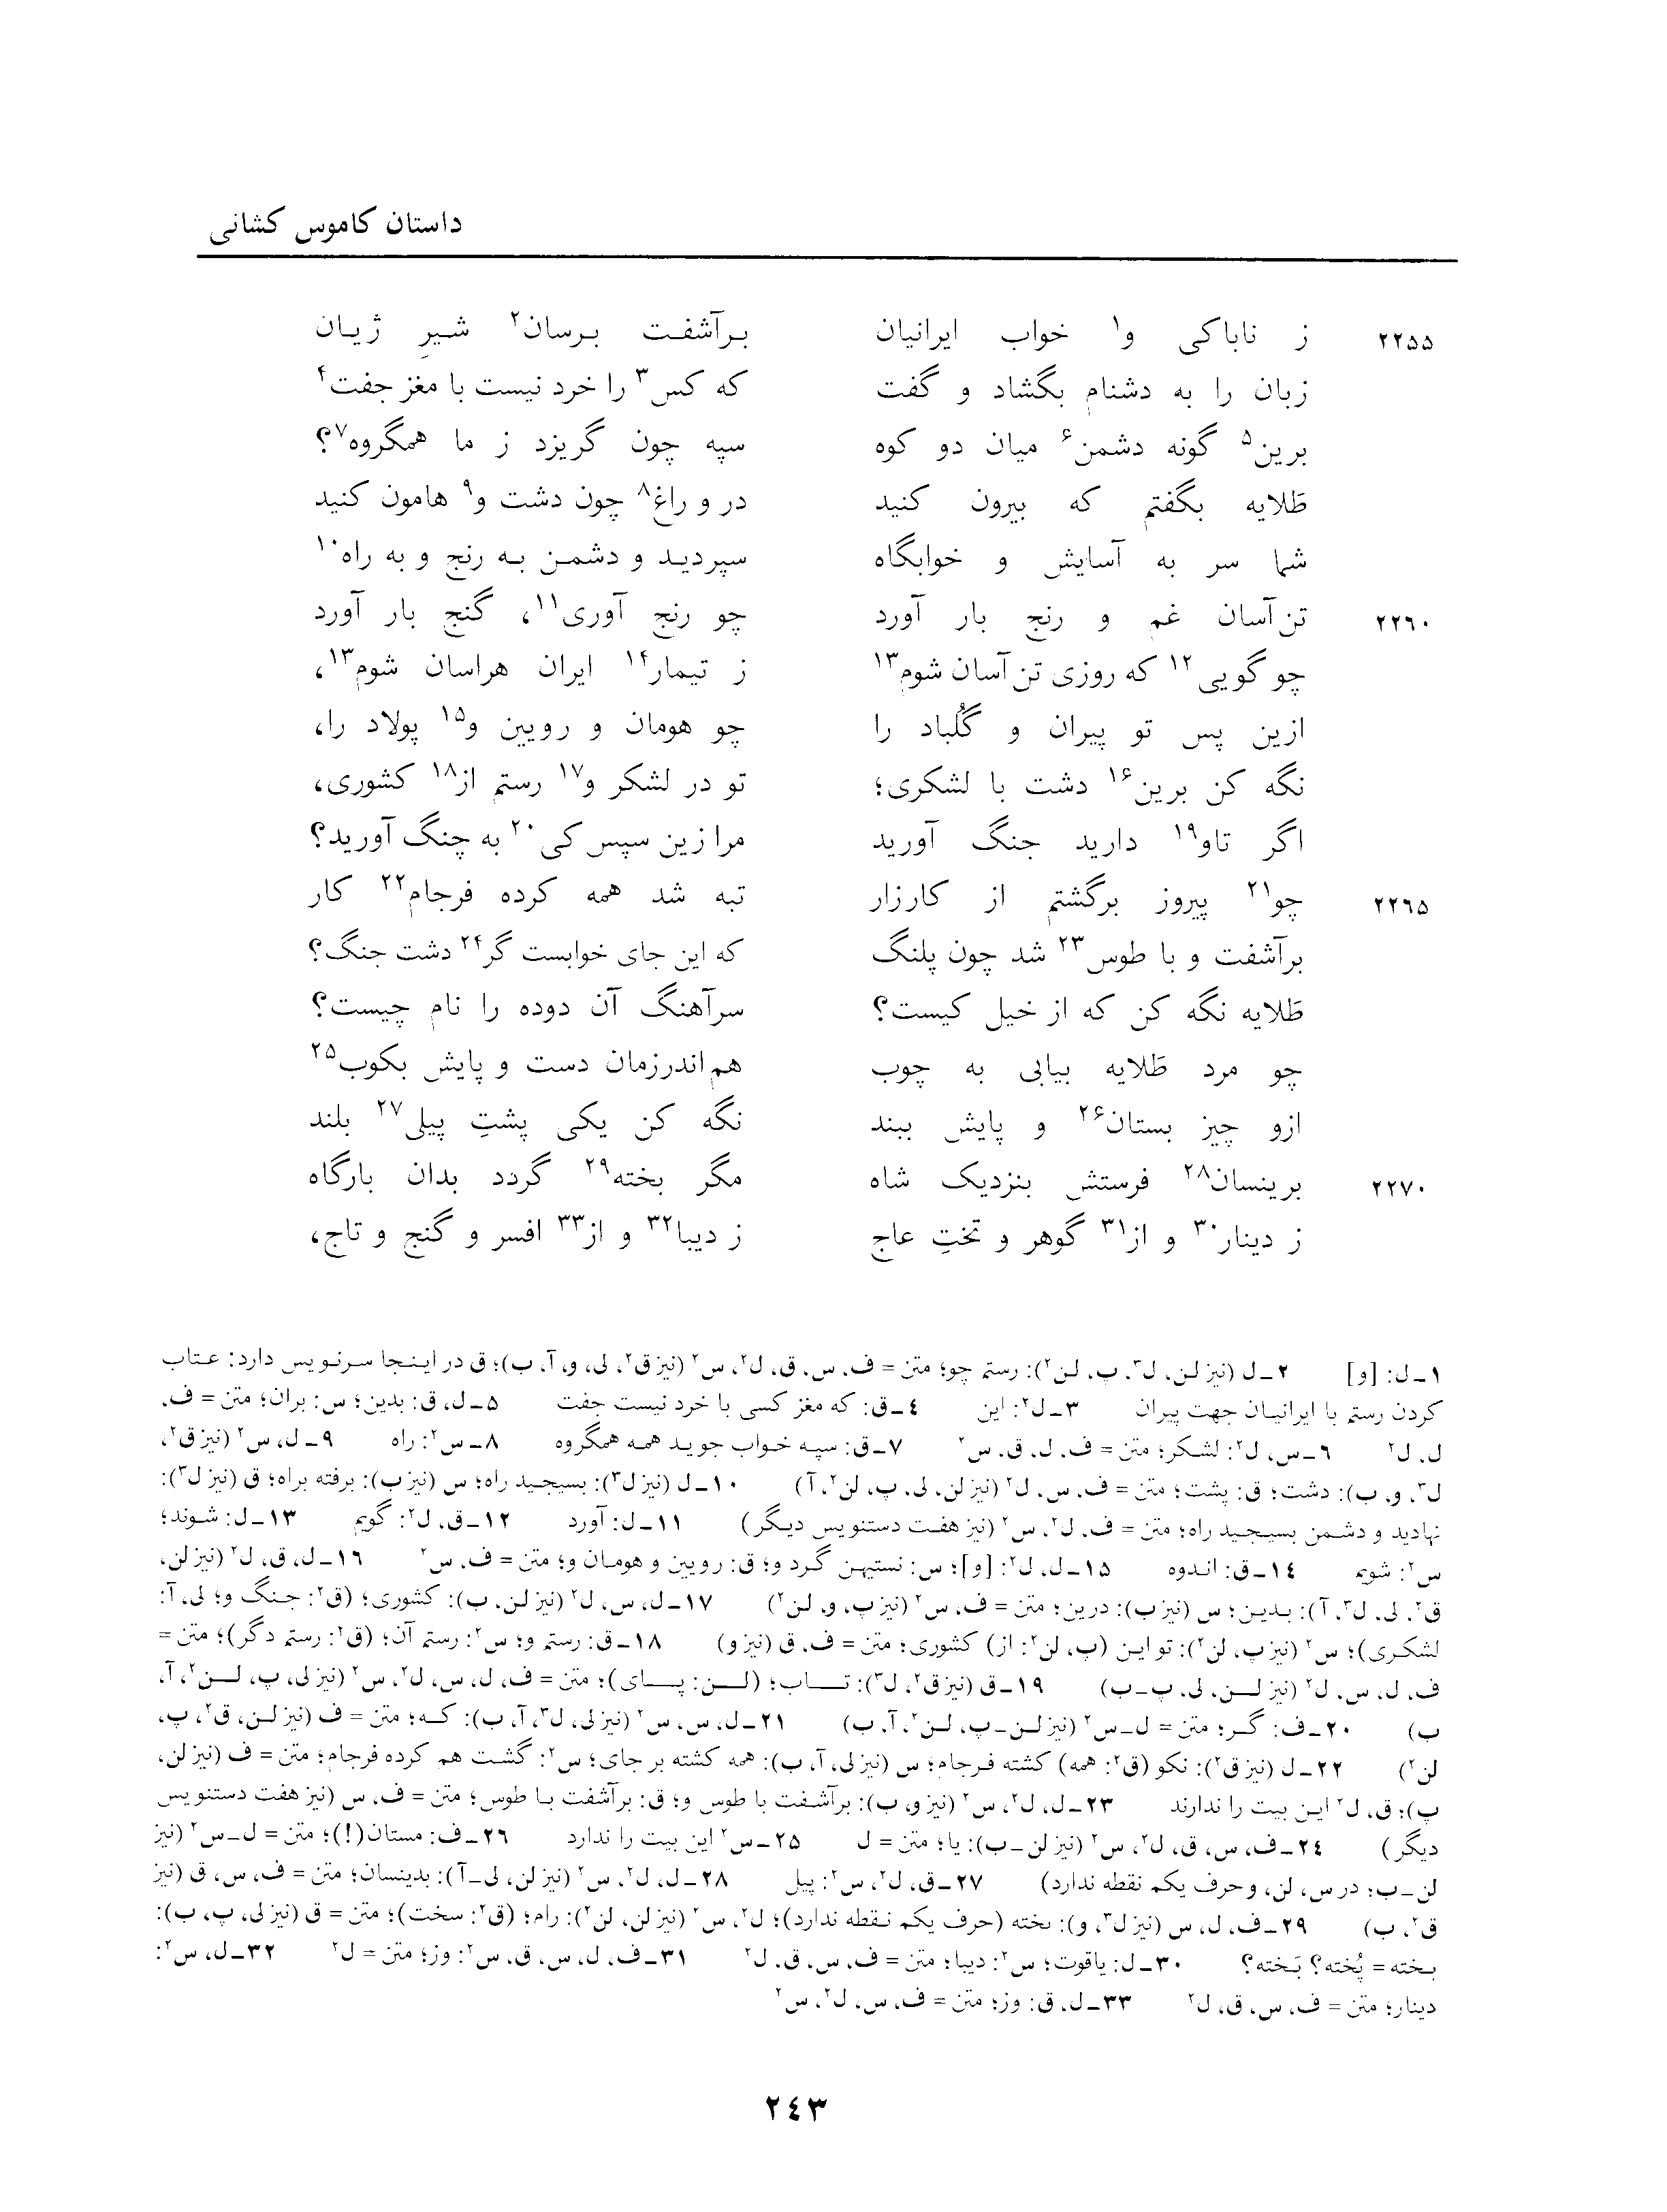 داستان کاموس کشانی
۲۲۵۵ ز ناباکی و۱ خواب ایرانیان برآشفت برسان۲ شیرِ ژیان
زبان را به دشنام بگشاد و گفت که کس۳ را خرد نیست با مغز جفت۴
برین۵ گونه دشمن۶ میان دو کوه سپه چون گریزد ز ما همگروه۷؟
طَلایه بگفتم که بیرون کنید در و راغ۸ چون دشت و۹ هامون کنید
شما سر به آسایش و خوابگاه سپردید و دشمن به رنج و به راه۱۰
۲۲۶۰ تن‌آسان غم و رنج بار آورد چو رنج آوری۱۱، گنج بار آورد
چو گویی۱۲ که روزی تن‌آسان شوم۱۳ ز تیمار۱۴ ایران هراسان شوم۱۳،
ازین پس تو پیران و گُلباد را چو هومان و رویین و۱۵ پولاد را،
نگه کن برین۱۶ دشت با لشکری؛ تو در لشکر و۱۷ رستم از۱۸ کشوری،
اگر تاو۱۹ دارید جنگ آورید مرا زین سپس کی۲۰ به چنگ آورید؟
۲۲۶۵ چو۲۱ پیروز برگشتم از کارزار تبه شد همه کرده فرجام۲۲ کار
برآشفت و با طوس۲۳ شد چون پلنگ که این جای خوابست گر۲۴ دشت جنگ؟
طَلایه نگه کن که از خیل کیست؟ سرآهنگ آن دوده را نام چیست؟
چو مرد طَلایه بیابی به چوب هم‌اندرزمان دست و پایش بکوب۲۵
ازو چیز بستان۲۶ و پایش ببند نگه کن یکی پشتِ پیلی۲۷ بلند
۲۲۷۰ برینسان۲۸ فرستش بنزدیک شاه مگر بخته۲۹ گردد بدان بارگاه
ز دینار۳۰ و از۳۱ گوهر و تختِ عاج ز دیبا۳۲ و از۳۳ افسر و گنج و تاج،
۱ـ ل: [و] ۲ـ ل (نیز لن، ل۳، پ، لن۲): رستم چو؛ متن = ف، س، ق، ل۲، س۲ (نیز ق۲، لی، و، آ، ب)؛ ق در اینجا سرنویس دارد: عتاب
کردن رستم با ایرانیان جهت پیران ۳ـ ل۲: این ۴ـ ق: که مغز کسی با خرد نیست جفت ۵ـ ل، ق: بدین؛ س: بران؛ متن = ف،
ل، ل۲ ۶ـ س، ل۲: لشکر؛ متن = ف، ل، ق، س۲ ۷ـ ق: سپه خواب جوید همه همگروه ۸ـ س۲: راه ۹ـ ل، س۲ (نیز ق۲،
ل۳، و، ب): دشت؛ ق: پشت؛ متن = ف، س، ل۲ (نیز لن، لی، پ، لن۲، آ) ۱۰ـ ل (نیز ل۳): بسیجید راه؛ س (نیز ب): برفته براه؛ ق (نیز ل۳):
نهادید و دشمن بسیجید راه؛ متن = ف، ل۲، س۲ (نیز هفت دستنویس دیگر) ۱۱ـ ل: آورد ۱۲ـ ق، ل۲: گویم ۱۳ـ ل: شوند؛
س۲: شویم ۱۴ـ ق: اندوه ۱۵ـ ل، ل۲: [و]؛ س: نستیهن گرد و؛ ق: رویین و هومان و؛ متن = ف، س۲ ۱۶ـ ل، ق، ل۲ (نیز لن،
ق۲، لی، ل۳، آ): بدین؛ س (نیز ب): درین؛ متن = ف، س۲ (نیز پ، و، لن۲) ۱۷ـ ل، س، ل۲ (نیز لن، ب): کشوری؛ (ق۲: جنگ و؛ لی، آ:
لشکری)؛ س۲ (نیز پ، لن۲): تو این (پ، لن۲: از) کشوری؛ متن = ف، ق (نیز و) ۱۸ـ ق: رستم و؛ س۲: رستم آن؛ (ق۲: رستم دگر)؛ متن =
ف، ل، س، ل۲ (نیز لن، لی، پ ـ ب) ۱۹ـ ق (نیز ق۲، ل۳): تاب؛ (لن: پای)؛ متن = ف، ل، س، ل۲، س۲ (نیز لی، پ، لن۲، آ،
ب) ۲۰ـ ف: گر؛ متن = ل ـ س۲ (نیز لن ـ پ، لن۲، آ، ب) ۲۱ـ ل، س، س۲ (نیز لی، ل۳، آ، ب): که؛ متن = ف (نیز لن، ق۲، پ،
لن۲) ۲۲ـ ل (نیز ق۲): نکو (ق۲: همه) کشته فرجام؛ س (نیز لی، آ، ب): همه کشته بر جای؛ س۲: گشت هم کرده فرجام؛ متن = ف (نیز لن،
پ)؛ ق، ل۲ این بیت را ندارند ۲۳ـ ل، ل۲، س۲ (نیز و، ب): برآشفت با طوس و؛ ق: برآشفت با طوس؛ متن = ف، س (نیز هفت دستنویس
دیگر) ۲۴ـ ف، س، ق، ل۲، س۲ (نیز لن ـ ب): یا؛ متن = ل ۲۵ـ س۲ این بیت را ندارد ۲۶ـ ف: مستان(!)؛ متن = ل ـ س۲ (نیز
لن ـ ب؛ در س، لن، و حرف یکم نقطه ندارد) ۲۷ـ ق، ل۲، س۲: پیل ۲۸ـ ل، ل۲، س۲ (نیز لن، لی ـ آ): بدینسان؛ متن = ف، س، ق (نیز
ق۲، ب) ۲۹ـ ف، ل، س (نیز ل۳، و): بخته (حرف یکم نقطه ندارد)؛ ل۲، س۲ (نیز لن، لن۲): رام؛ (ق۲: سخت)؛ متن = ق (نیز لی، پ، ب):
بخته = پُخته؟ بَخته؟ ۳۰ـ ل: یاقوت؛ س۲: دیبا؛ متن = ف، س، ق، ل۲ ۳۱ـ ف، ل، س، ق، س۲: وز؛ متن = ل۲ ۳۲ـ ل، س۲:
دینار؛ متن = ف، س، ق، ل۲ ۳۳ـ ل، ق: وز؛ متن = ف، س، ل۲، س۲
۲۴۳